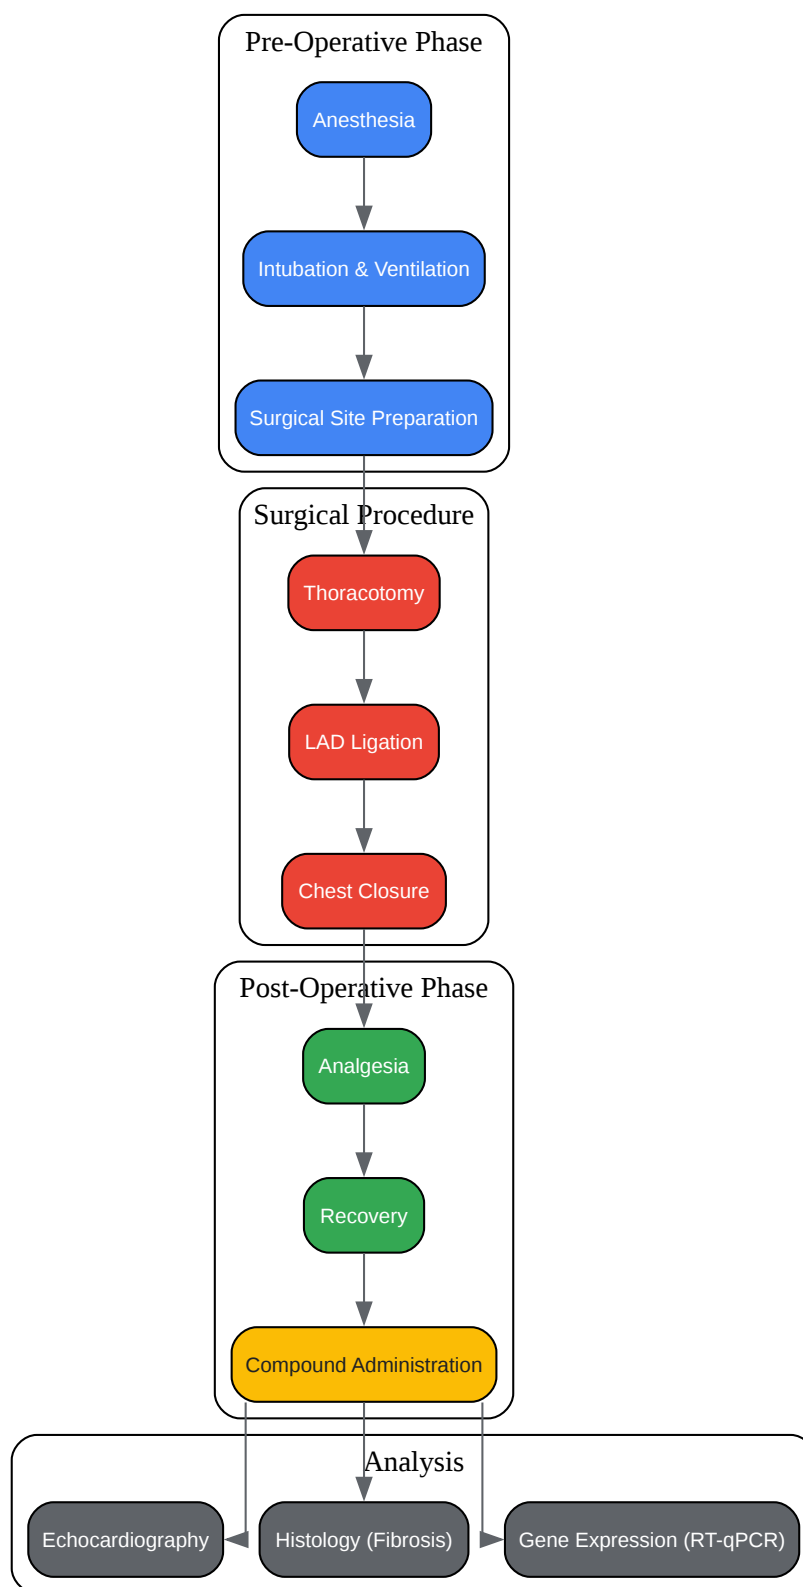 Pre-Operative Phase
Anesthesia
Intubation & Ventilation
Surgical Site Preparation
Surgical Procedure
Thoracotomy
LAD Ligation
Chest Closure
Post-Operative Phase
Analgesia
Recovery
Compound Administration
Analysis
Echocardiography
Histology (Fibrosis)
Gene Expression (RT-qPCR)